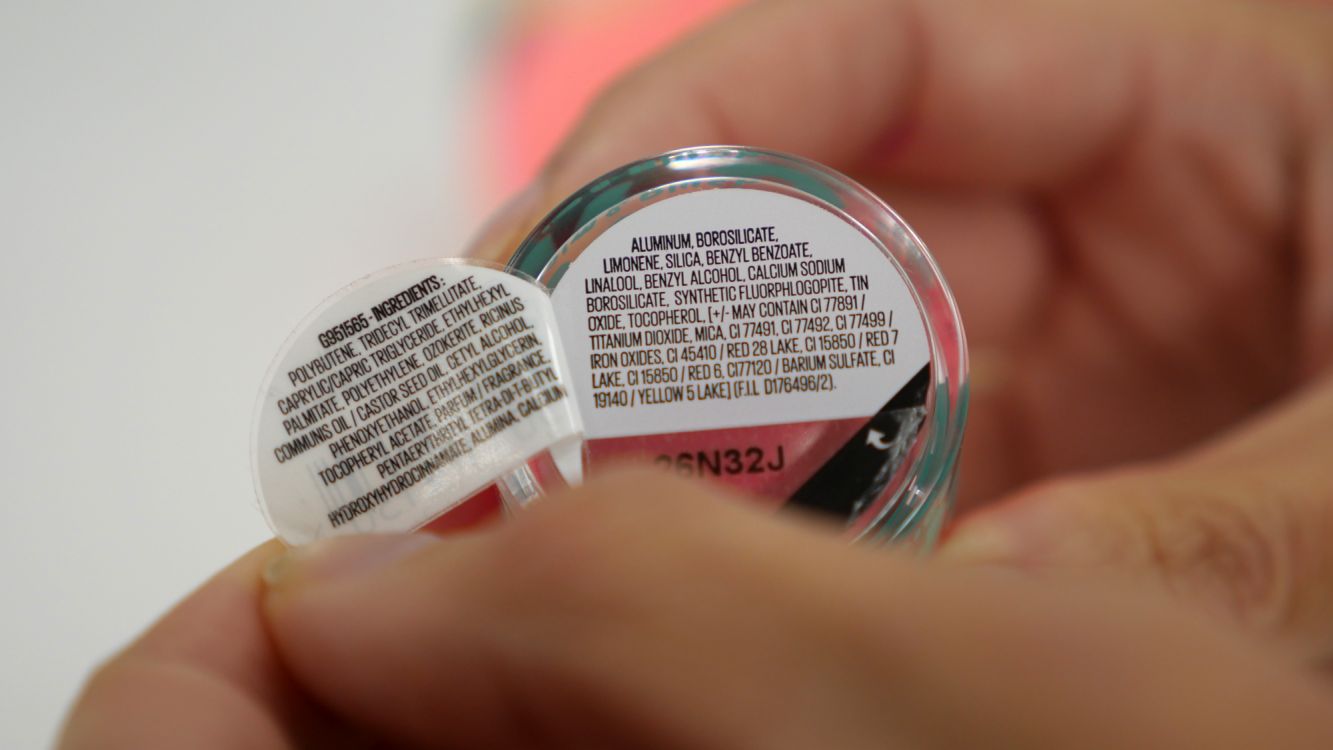 G951565 - INGREDIENTS:
POLYBUTENE, TRIDECYL TRIMELLITATE,
CAPRYLIC/CAPRIC TRIGLYCERIDE, ETHYLHEXYL
PALMITATE, POLYETHYLENE, OZOKERITE, RICINUS
COMMUNIS OIL / CASTOR SEED OIL, CETYL ALCOHOL,
PHENOXYETHANOL, ETHYLHEXYLGLYCERIN,
TOCOPHERYL ACETATE, PARFUM / FRAGRANCE,
PENTAERYTHRITYL TETRA-DI-T-BUTYL
HYDROXYHYDROCINNAMATE, ALUMINA, CALCIUM
ALUMINUM, BOROSILICATE,
LIMONENE, SILICA, BENZYL BENZOATE,
LINALOOL, BENZYL ALCOHOL, CALCIUM SODIUM
BOROSILICATE, SYNTHETIC FLUORPHLOGOPITE, TIN
OXIDE, TOCOPHEROL, [+/- MAY CONTAIN CI 77891 /
TITANIUM DIOXIDE, MICA, CI 77491, CI 77492, CI 77499 /
IRON OXIDES, CI 45410 / RED 28 LAKE, CI 15850 / RED 7
LAKE, CI 15850 / RED 6, CI77120 / BARIUM SULFATE, CI
19140 / YELLOW 5 LAKE] (F.I.L. D176496/2).
26N32J